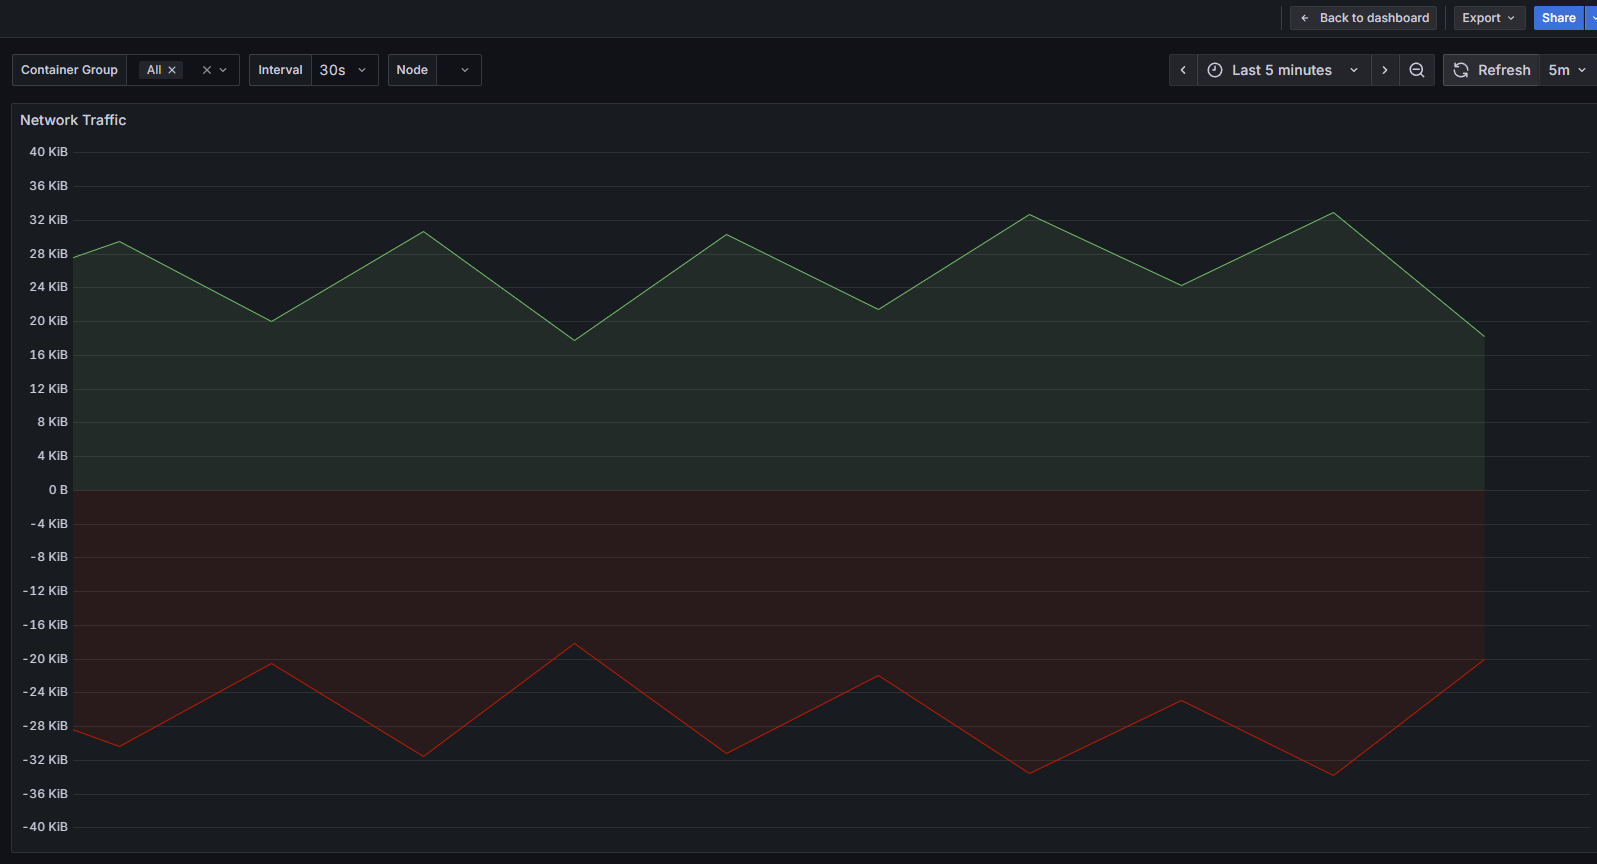 Back to dashboard Export Share
Container Group All Interval 30s Node Last 5 minutes Refresh 5m
Network Traffic
40 KiB
36 KiB
32 KiB
28 KiB
24 KiB
20 KiB
16 KiB
12 KiB
8 KiB
4 KiB
0 B
-4 KiB
-8 KiB
-12 KiB
-16 KiB
-20 KiB
-24 KiB
-28 KiB
-32 KiB
-36 KiB
-40 KiB